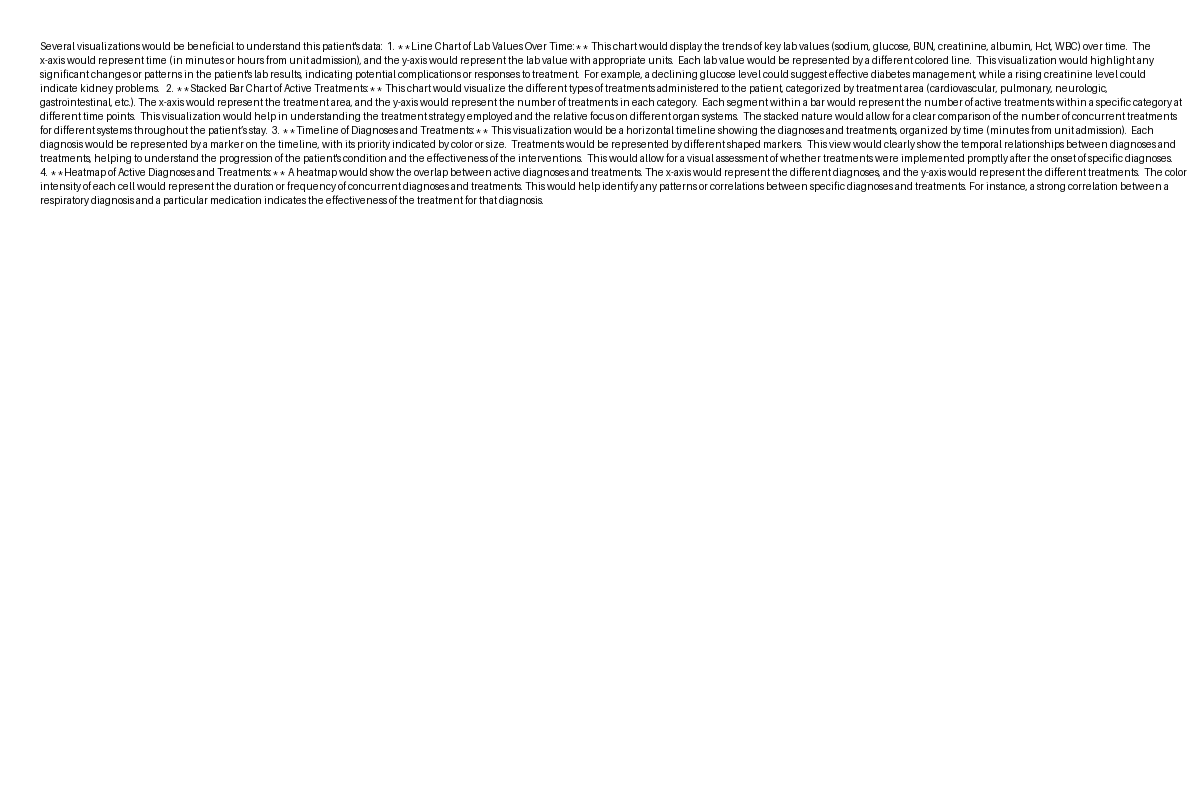 Several visualizations would be beneficial to understand this patient's data:  1. **Line Chart of Lab Values Over Time:** This chart would display the trends of key lab values (sodium, glucose, BUN, creatinine, albumin, Hct, WBC) over time.  The
x-axis would represent time (in minutes or hours from unit admission), and the y-axis would represent the lab value with appropriate units.  Each lab value would be represented by a different colored line.  This visualization would highlight any
significant changes or patterns in the patient's lab results, indicating potential complications or responses to treatment.  For example, a declining glucose level could suggest effective diabetes management, while a rising creatinine level could
indicate kidney problems.   2. **Stacked Bar Chart of Active Treatments:** This chart would visualize the different types of treatments administered to the patient, categorized by treatment area (cardiovascular, pulmonary, neurologic,
gastrointestinal, etc.). The x-axis would represent the treatment area, and the y-axis would represent the number of treatments in each category.  Each segment within a bar would represent the number of active treatments within a specific category at
different time points.  This visualization would help in understanding the treatment strategy employed and the relative focus on different organ systems.  The stacked nature would allow for a clear comparison of the number of concurrent treatments
for different systems throughout the patient's stay.  3. **Timeline of Diagnoses and Treatments:** This visualization would be a horizontal timeline showing the diagnoses and treatments, organized by time (minutes from unit admission).  Each
diagnosis would be represented by a marker on the timeline, with its priority indicated by color or size.  Treatments would be represented by different shaped markers.  This view would clearly show the temporal relationships between diagnoses and
treatments, helping to understand the progression of the patient's condition and the effectiveness of the interventions.  This would allow for a visual assessment of whether treatments were implemented promptly after the onset of specific diagnoses.
4. **Heatmap of Active Diagnoses and Treatments:** A heatmap would show the overlap between active diagnoses and treatments. The x-axis would represent the different diagnoses, and the y-axis would represent the different treatments.  The color
intensity of each cell would represent the duration or frequency of concurrent diagnoses and treatments. This would help identify any patterns or correlations between specific diagnoses and treatments. For instance, a strong correlation between a
respiratory diagnosis and a particular medication indicates the effectiveness of the treatment for that diagnosis.